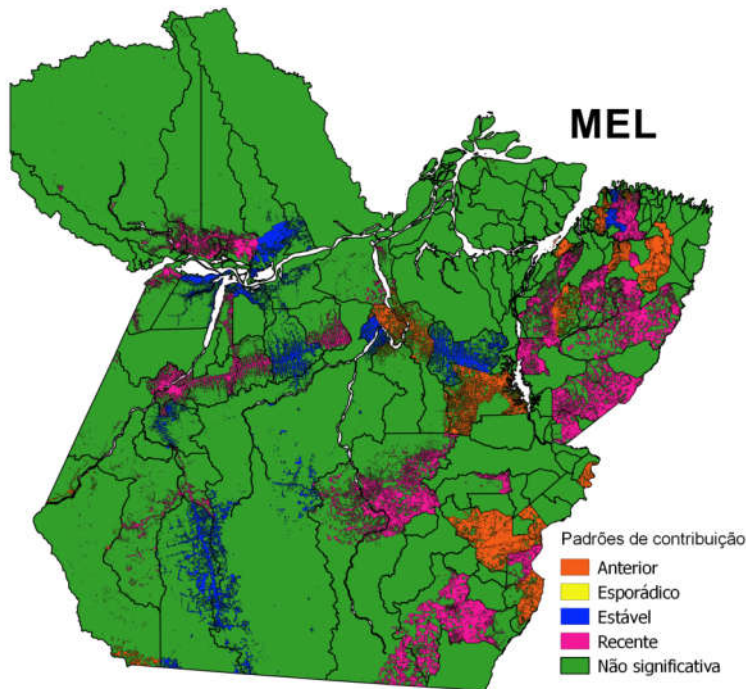 MEL
Padrões de contribuição
Anterior
Esporádico
Estável
Recente
Não significativa